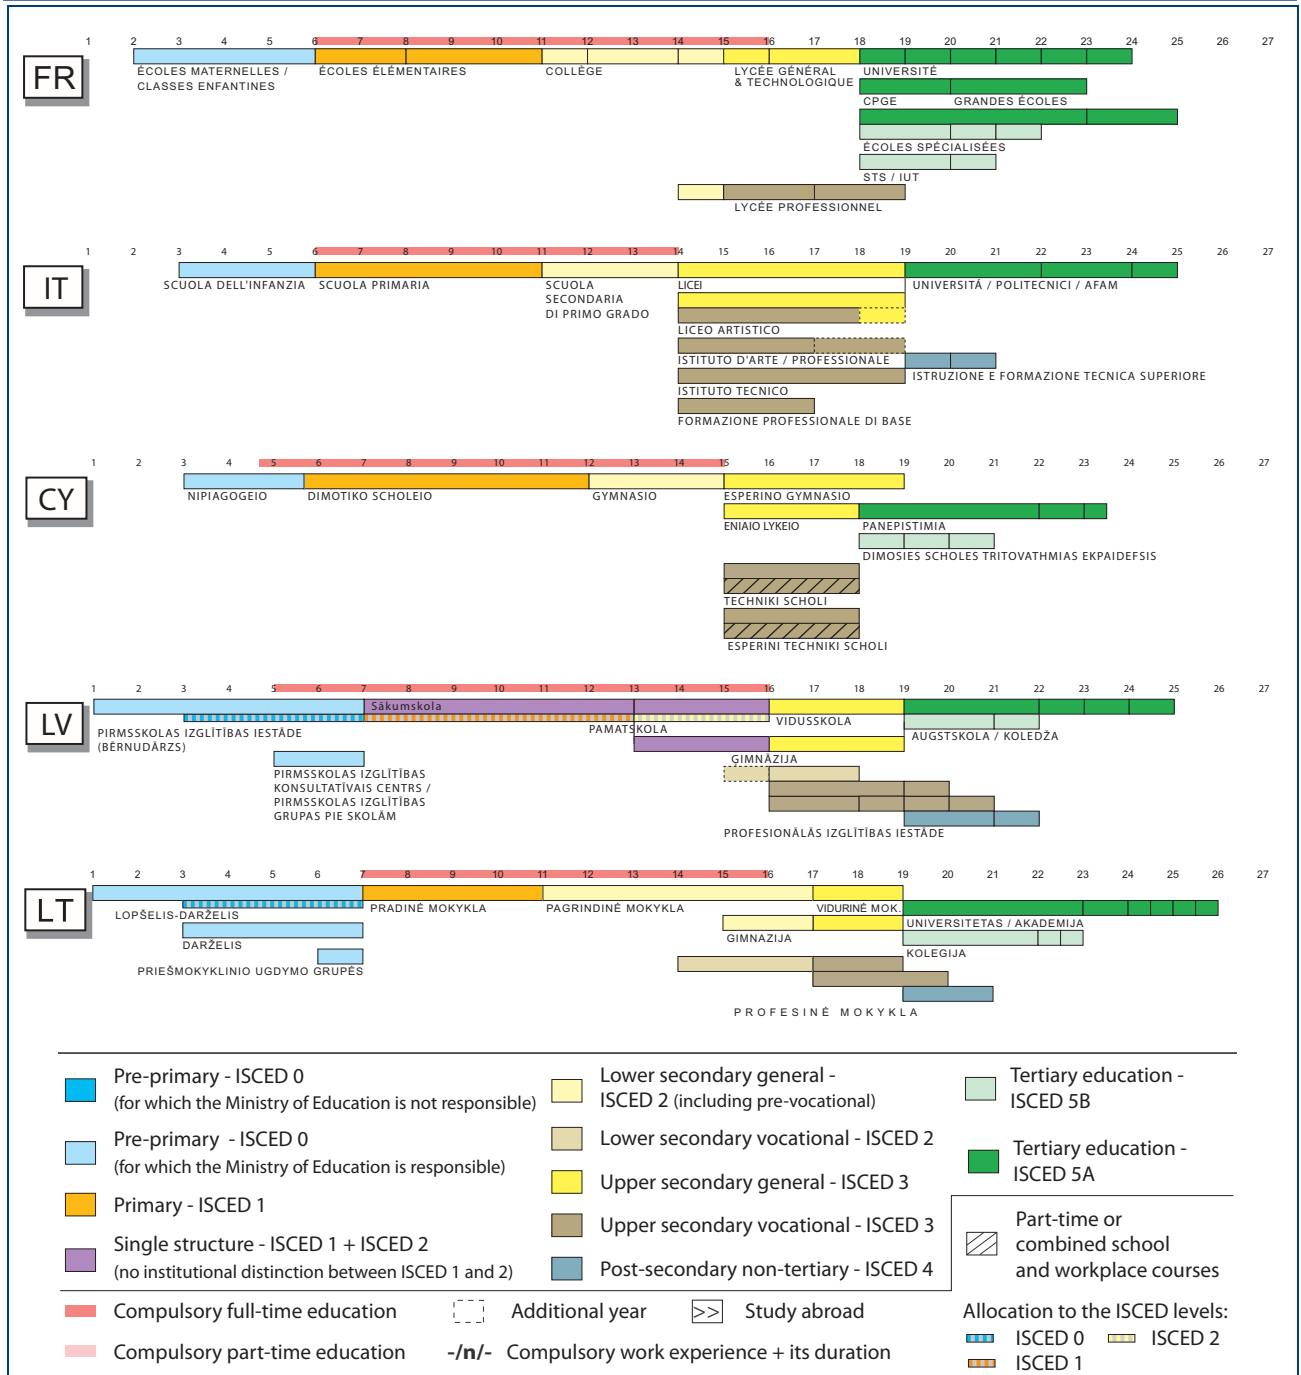 1 2 3 4 5 6 7 8 9 10 11 12 13 14 15 16 17 18 19 20 21 22 23 24 25 26 27
FR
ÉCOLES MATERNELLES /
CLASSES ENFANTINES
ÉCOLES ÉLÉMENTAIRES
COLLÈGE
LYCÉE GÉNÉRAL
& TECHNOLOGIQUE
UNIVERSITÉ
CPGE GRANDES ÉCOLES
ÉCOLES SPÉCIALISÉES
STS / IUT
LYCÉE PROFESSIONNEL
1 2 3 4 5 6 7 8 9 10 11 12 13 14 15 16 17 18 19 20 21 22 23 24 25 26 27
IT
SCUOLA DELL'INFANZIA
SCUOLA PRIMARIA
SCUOLA
SECONDARIA
DI PRIMO GRADO
LICEI
UNIVERSITÁ / POLITECNICI / AFAM
LICEO ARTISTICO
ISTITUTO D'ARTE / PROFESSIONALE
ISTRUZIONE E FORMAZIONE TECNICA SUPERIORE
ISTITUTO TECNICO
FORMAZIONE PROFESSIONALE DI BASE
1 2 3 4 5 6 7 8 9 10 11 12 13 14 15 16 17 18 19 20 21 22 23 24 25 26 27
CY
NIPIAGOGEIO
DIMOTIKO SCHOLEIO
GYMNASIO
ESPERINO GYMNASIO
ENIAIO LYKEIO
PANEPISTIMIA
DIMOSIES SCHOLES TRITOVATHMIAS EKPAIDEFSIS
TECHNIKI SCHOLI
ESPERINI TECHNIKI SCHOLI
1 2 3 4 5 6 7 8 9 10 11 12 13 14 15 16 17 18 19 20 21 22 23 24 25 26 27
LV
Sākumskola
PIRMSSKOLAS IZGLĪTĪBAS IESTĀDE
(BĒRNUDĀRZS)
PAMATSKOLA
VIDUSSKOLA
AUGSTSKOLA / KOLEDŽA
ĢIMNĀZIJA
PIRMSSKOLAS IZGLĪTĪBAS
KONSULTATĪVAIS CENTRS /
PIRMSSKOLAS IZGLĪTĪBAS
GRUPAS PIE SKOLĀM
PROFESIONĀLĀS IZGLĪTĪBAS IESTĀDE
1 2 3 4 5 6 7 8 9 10 11 12 13 14 15 16 17 18 19 20 21 22 23 24 25 26 27
LT
LOPŠELIS-DARŽELIS
PRADINĖ MOKYKLA
PAGRINDINĖ MOKYKLA
VIDURINĖ MOK.
UNIVERSITETAS / AKADEMIJA
DARŽELIS
GIMNAZIJA
KOLEGIJA
PRIEŠMOKYKLINIO UGDYMO GRUPĖS
PROFESINĖ MOKYKLA
Pre-primary - ISCED 0
(for which the Ministry of Education is not responsible)
Pre-primary - ISCED 0
(for which the Ministry of Education is responsible)
Primary - ISCED 1
Single structure - ISCED 1 + ISCED 2
(no institutional distinction between ISCED 1 and 2)
Lower secondary general -
ISCED 2 (including pre-vocational)
Lower secondary vocational - ISCED 2
Upper secondary general - ISCED 3
Upper secondary vocational - ISCED 3
Post-secondary non-tertiary - ISCED 4
Tertiary education -
ISCED 5B
Tertiary education -
ISCED 5A
Part-time or
combined school
and workplace courses
Compulsory full-time education
Additional year
>> Study abroad
Compulsory part-time education
-/n/- Compulsory work experience + its duration
Allocation to the ISCED levels:
ISCED 0 ISCED 2
ISCED 1